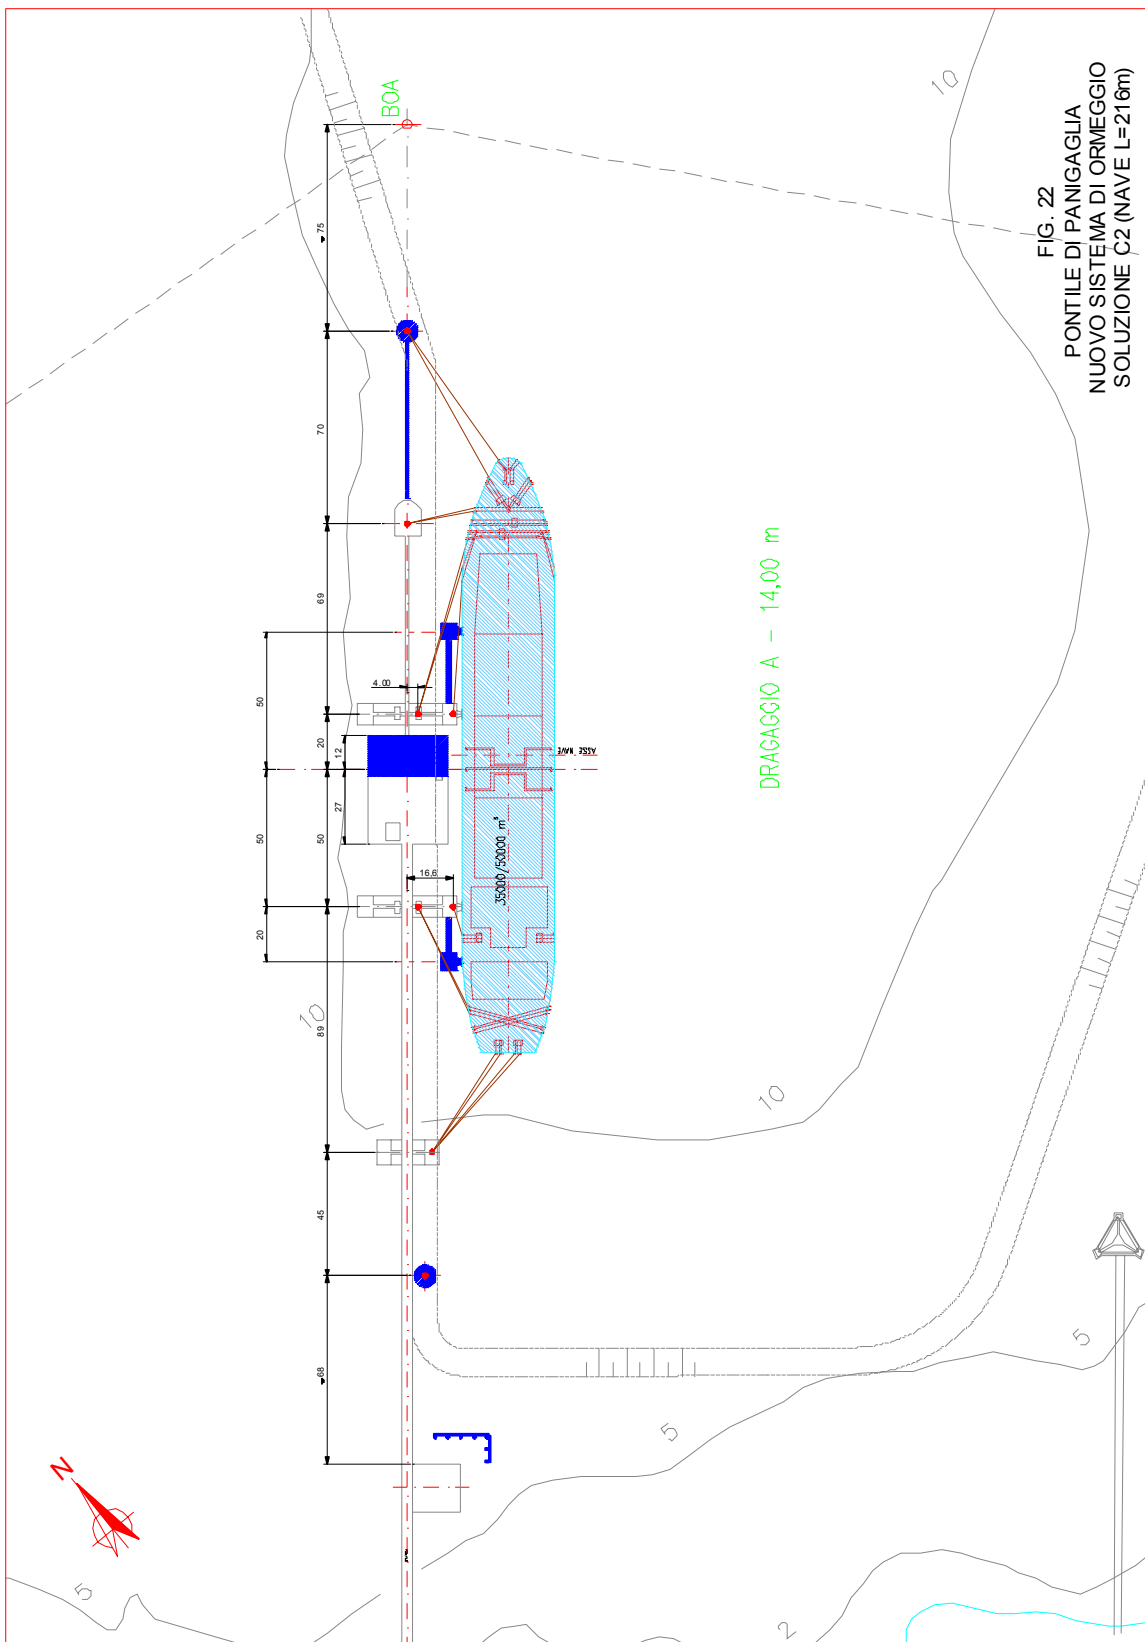 FIG. 22
PONTILE DI PANIGAGLIA
NUOVO SISTEMA DI ORMEGGIO
SOLUZIONE C2 (NAVE L=216m)
BOA
10
75
70
69
50
4.00
20
12
ASSE NAVE
DRAGAGGIO A - 14,00 m
27
50
50
35000/50000 m³
16,6
20
10
89
10
45
68
5
5
N
5
2